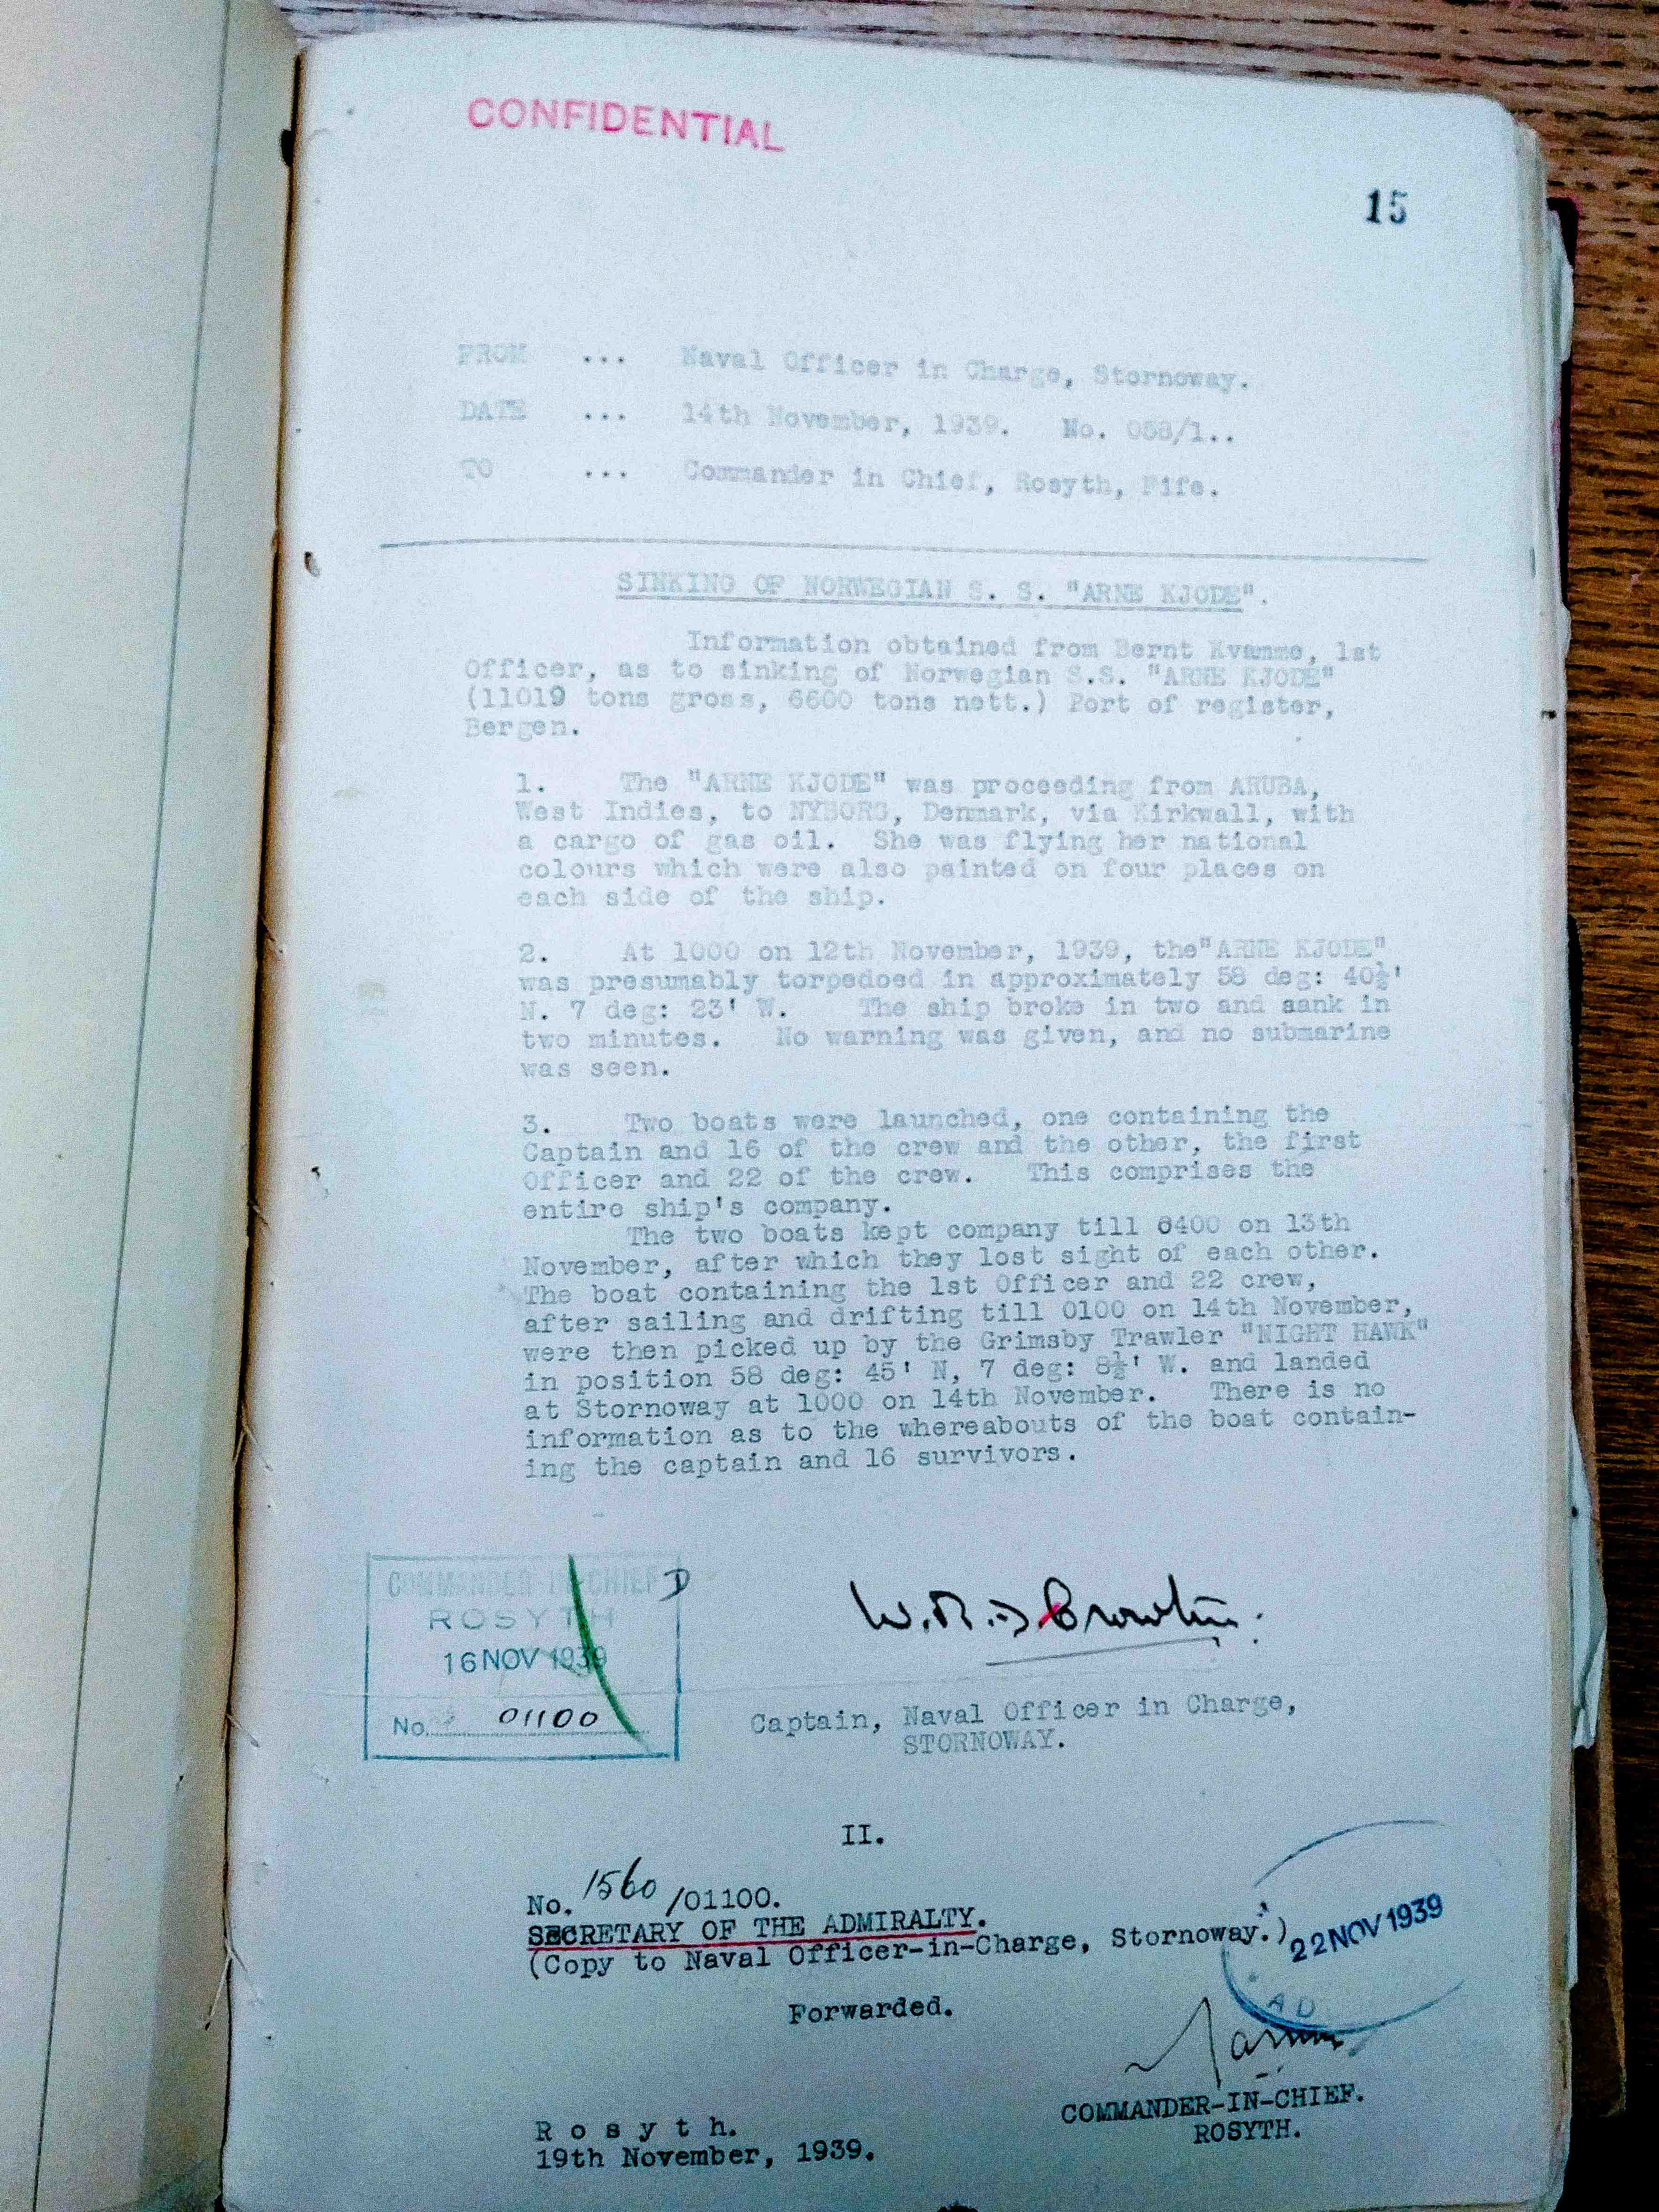 CONFIDENTIAL
15
FROM ... Naval Officer in Charge, Stornoway.
DATE ... 14th November, 1939. No. 058/1..
TO ... Commander in Chief, Rosyth, Fife.
SINKING OF NORWEGIAN S. S. "ARNE KJODE".
Information obtained from Bernt Kvamme, 1st
Officer, as to sinking of Norwegian S.S. "ARNE KJODE"
(11019 tons gross, 6600 tons nett.) Port of register,
Bergen.
1. The "ARNE KJODE" was proceeding from ARUBA,
West Indies, to NYBORG, Denmark, via Kirkwall, with
a cargo of gas oil. She was flying her national
colours which were also painted on four places on
each side of the ship.
2. At 1000 on 12th November, 1939, the"ARNE KJODE"
was presumably torpedoed in approximately 58 deg: 40½'
N. 7 deg: 23' W. The ship broke in two and sank in
two minutes. No warning was given, and no submarine
was seen.
3. Two boats were launched, one containing the
Captain and 16 of the crew and the other, the first
Officer and 22 of the crew. This comprises the
entire ship's company.
The two boats kept company till 0400 on 13th
November, after which they lost sight of each other.
The boat containing the 1st Officer and 22 crew,
after sailing and drifting till 0100 on 14th November,
were then picked up by the Grimsby Trawler "NIGHT HAWK"
in position 58 deg: 45' N, 7 deg: 8½' W. and landed
at Stornoway at 1000 on 14th November. There is no
information as to the whereabouts of the boat contain-
ing the captain and 16 survivors.
COMMANDER-IN-CHIEF D
ROSYTH
16 NOV 1939
No. 01100
Captain, Naval Officer in Charge,
STORNOWAY.
II.
No. 1560 /01100.
SECRETARY OF THE ADMIRALTY.
(Copy to Naval Officer-in-Charge, Stornoway.)
22 NOV 1939
Forwarded.
COMMANDER-IN-CHIEF.
ROSYTH.
Rosyth.
19th November, 1939.